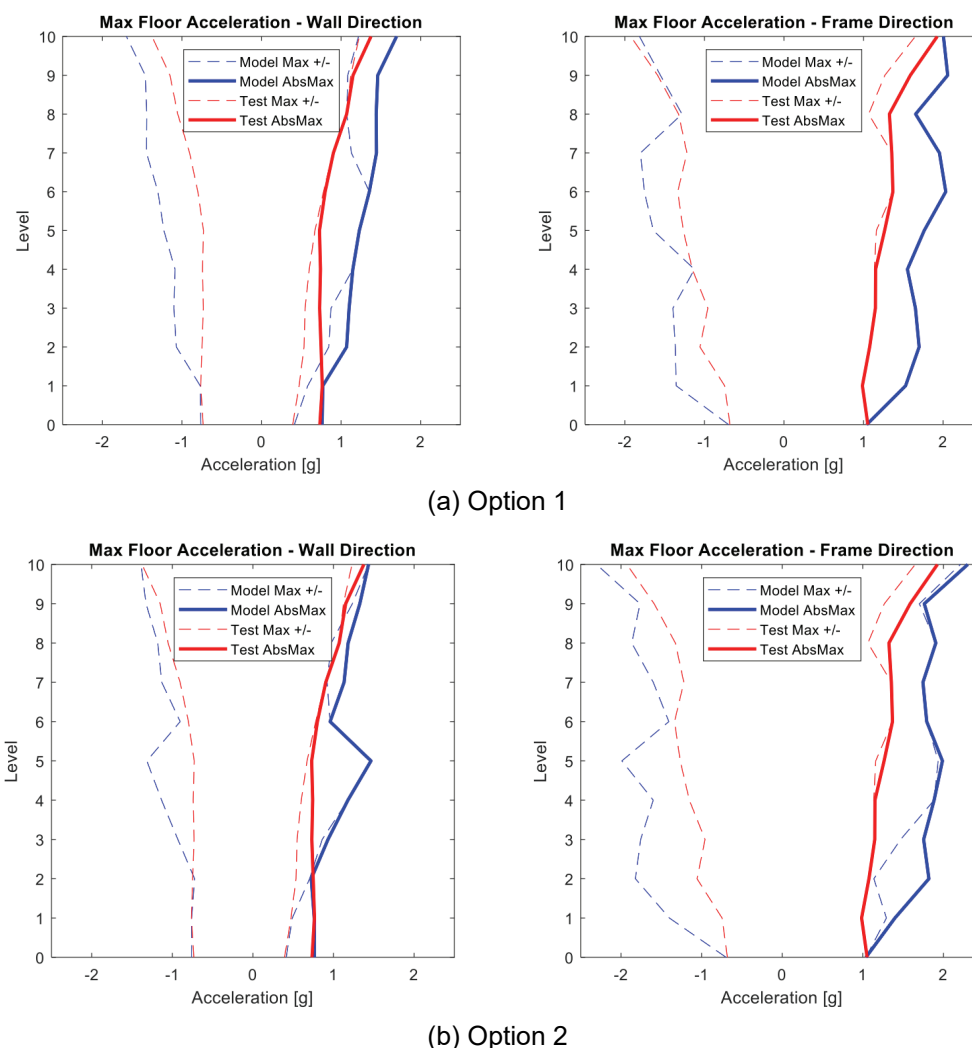 Max Floor Acceleration - Wall Direction
10
9
8
7
6
5
4
3
2
1
0
Level
-2 -1 0 1 2
Acceleration [g]
Model Max +/-
Model AbsMax
Test Max +/-
Test AbsMax
Max Floor Acceleration - Frame Direction
10
9
8
7
6
5
4
3
2
1
0
Level
-2 -1 0 1 2
Acceleration [g]
Model Max +/-
Model AbsMax
Test Max +/-
Test AbsMax
(a) Option 1
Max Floor Acceleration - Wall Direction
10
9
8
7
6
5
4
3
2
1
0
Level
-2 -1 0 1 2
Acceleration [g]
Model Max +/-
Model AbsMax
Test Max +/-
Test AbsMax
Max Floor Acceleration - Frame Direction
10
9
8
7
6
5
4
3
2
1
0
Level
-2 -1 0 1 2
Acceleration [g]
Model Max +/-
Model AbsMax
Test Max +/-
Test AbsMax
(b) Option 2